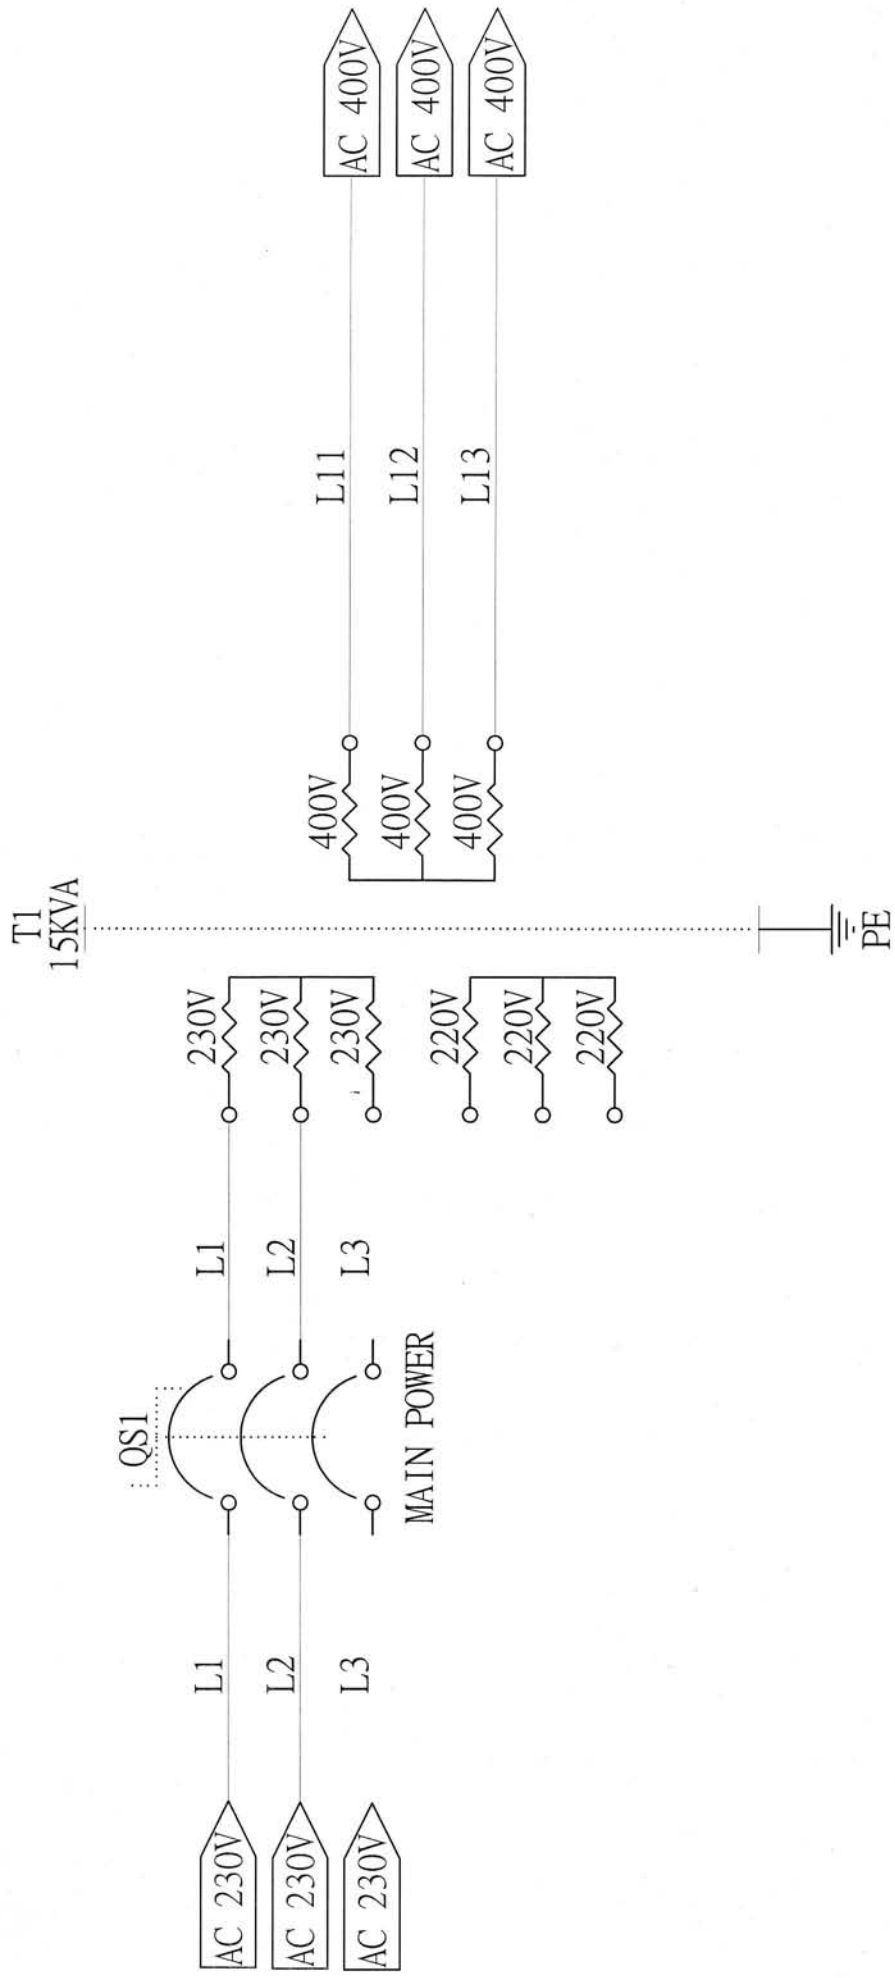 T1
15KVA
QS1
AC 230V
L1
L1
230V
400V
L11
AC 400V
AC 230V
L2
L2
230V
400V
L12
AC 400V
AC 230V
L3
L3
230V
400V
L13
AC 400V
MAIN POWER
220V
220V
220V
PE